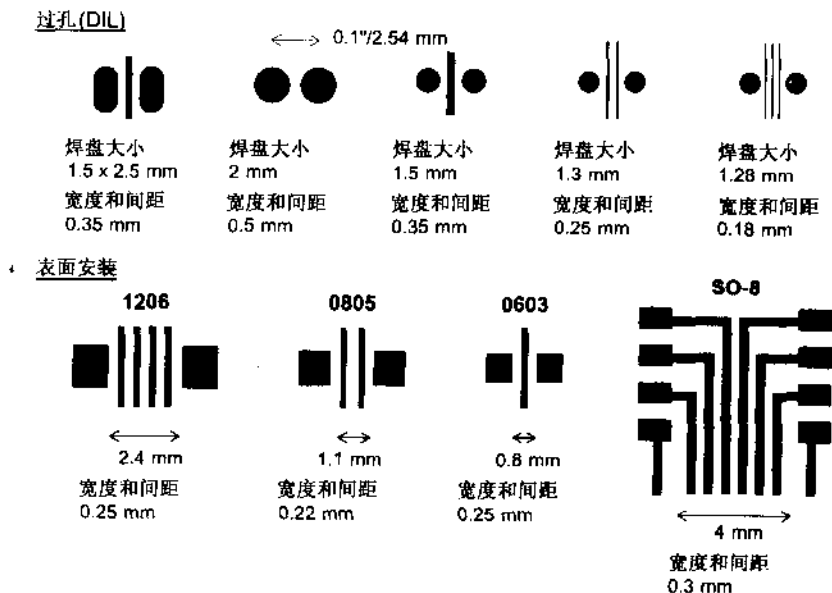 过孔(DIL)
0.1"/2.54 mm
焊盘大小
1.5 x 2.5 mm
宽度和间距
0.35 mm
焊盘大小
2 mm
宽度和间距
0.5 mm
焊盘大小
1.5 mm
宽度和间距
0.35 mm
焊盘大小
1.3 mm
宽度和间距
0.25 mm
焊盘大小
1.28 mm
宽度和间距
0.18 mm
表面安装
1206
2.4 mm
宽度和间距
0.25 mm
0805
1.1 mm
宽度和间距
0.22 mm
0603
0.8 mm
宽度和间距
0.25 mm
SO-8
4 mm
宽度和间距
0.3 mm